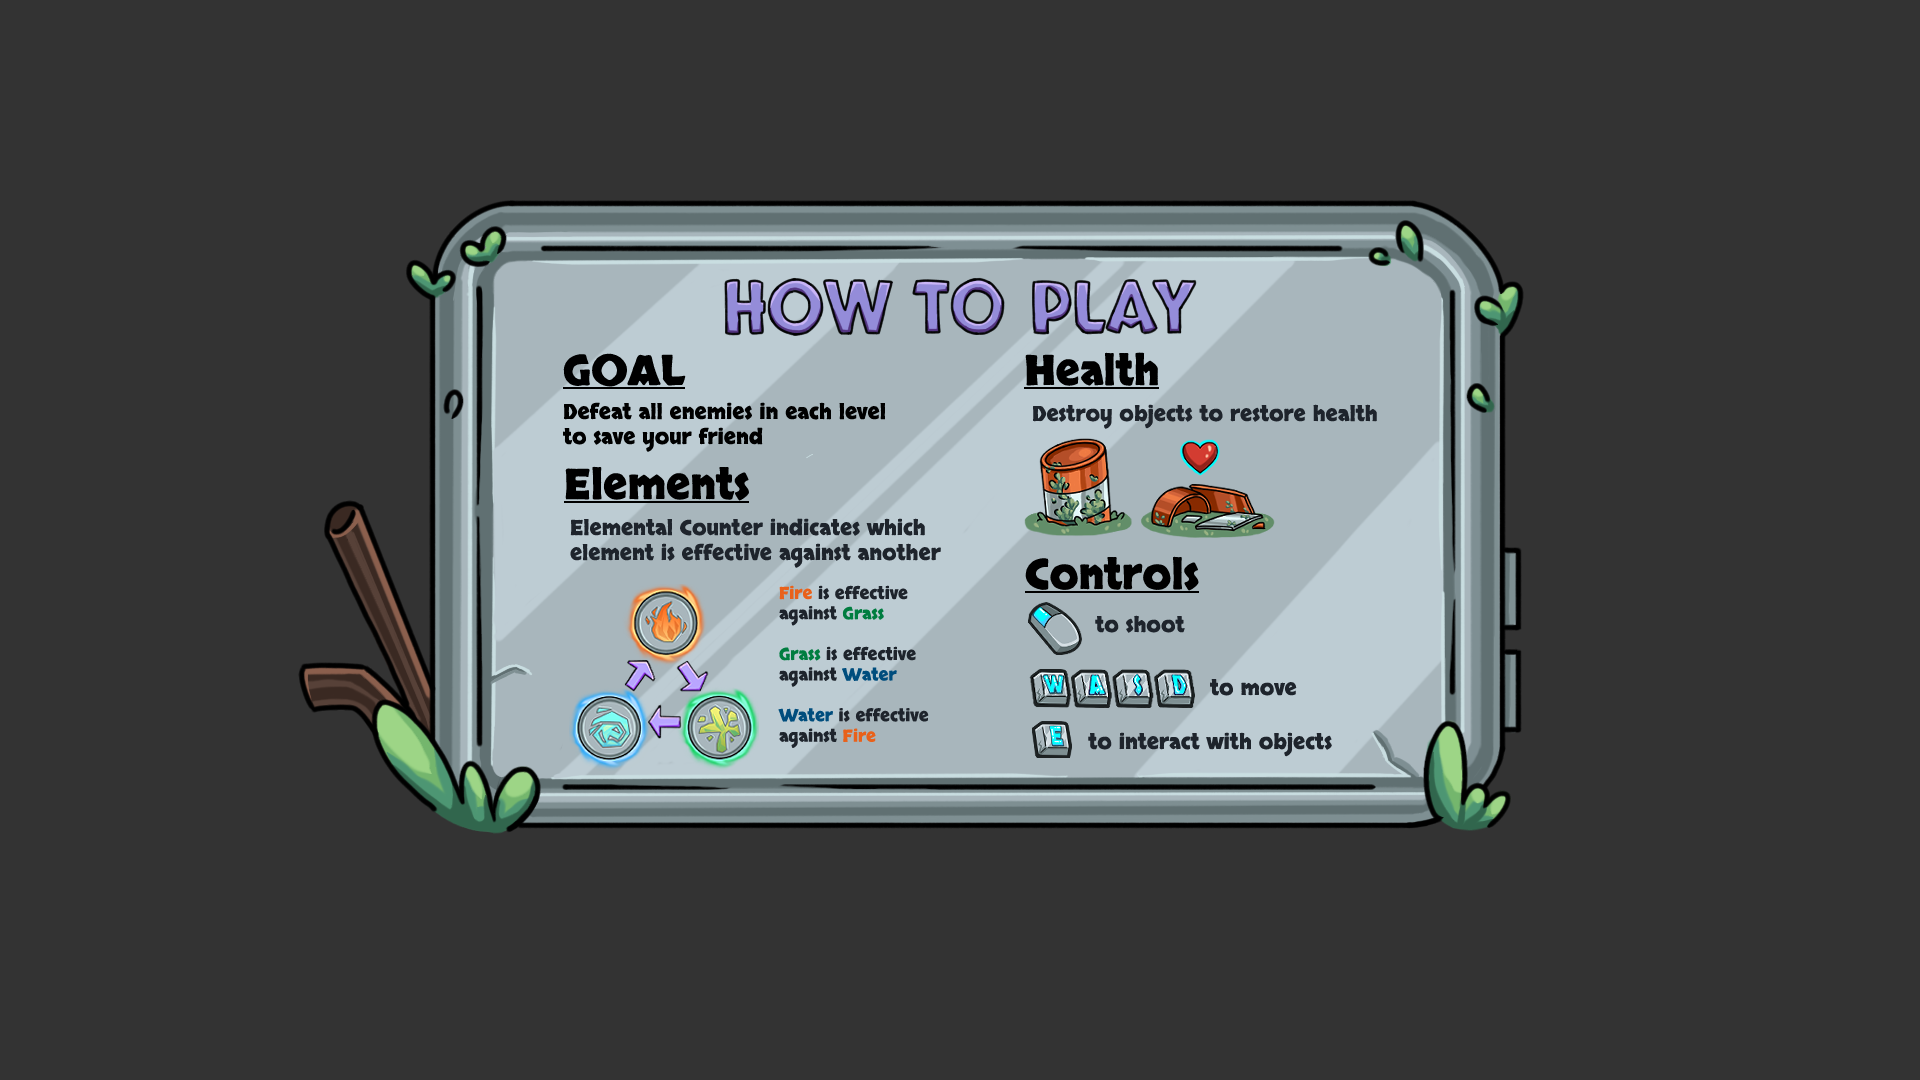 HOW TO PLAY
GOAL
Defeat all enemies in each level
to save your friend
Elements
Elemental Counter indicates which
element is effective against another
Fire is effective
against Grass
Grass is effective
against Water
Water is effective
against Fire
Health
Destroy objects to restore health
Controls
to shoot
W A S D to move
E to interact with objects